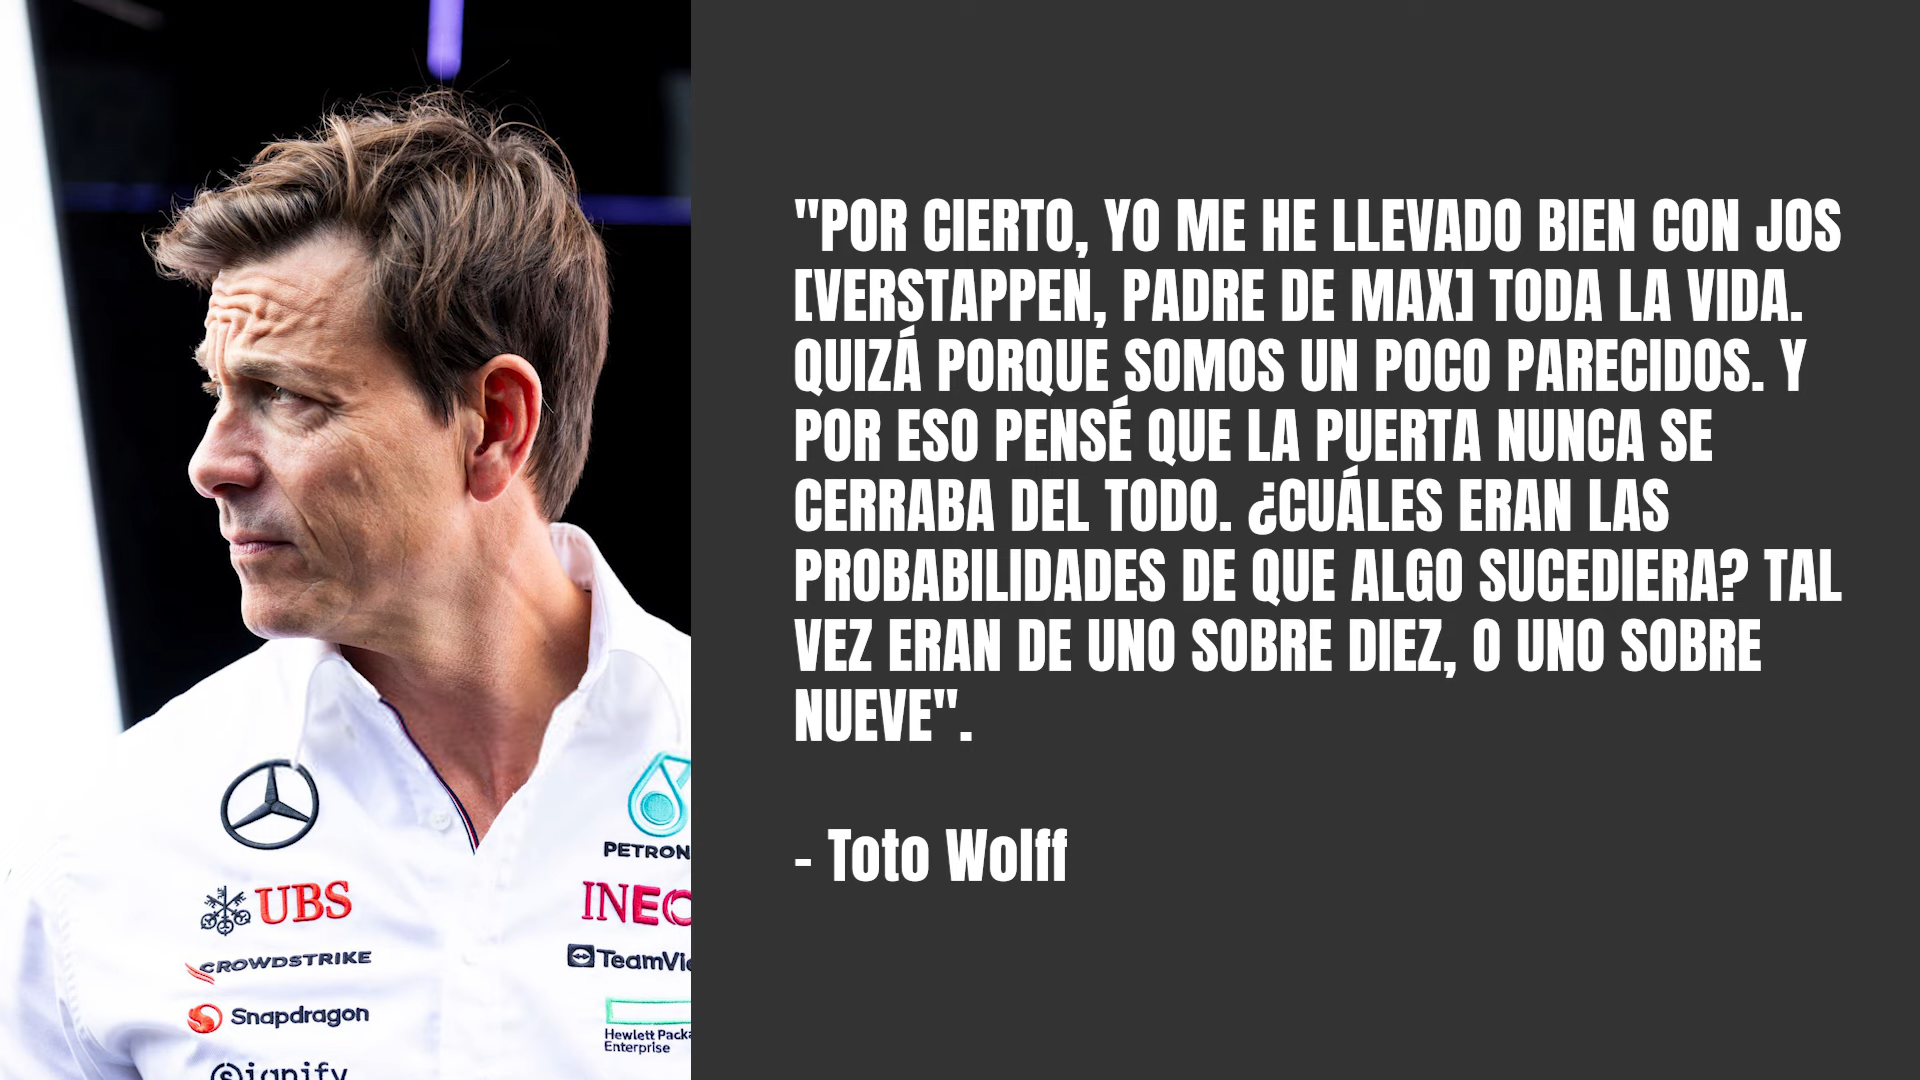 "POR CIERTO, YO ME HE LLEVADO BIEN CON JOS
[VERSTAPPEN, PADRE DE MAX] TODA LA VIDA.
QUIZÁ PORQUE SOMOS UN POCO PARECIDOS. Y
POR ESO PENSÉ QUE LA PUERTA NUNCA SE
CERRABA DEL TODO. ¿CUÁLES ERAN LAS
PROBABILIDADES DE QUE ALGO SUCEDIERA? TAL
VEZ ERAN DE UNO SOBRE DIEZ, O UNO SOBRE
NUEVE".
- Toto Wolff
PETRON
UBS
INEO
CROWDSTRIKE
TeamVie
Snapdragon
Hewlett Packa
Enterprise
Signify